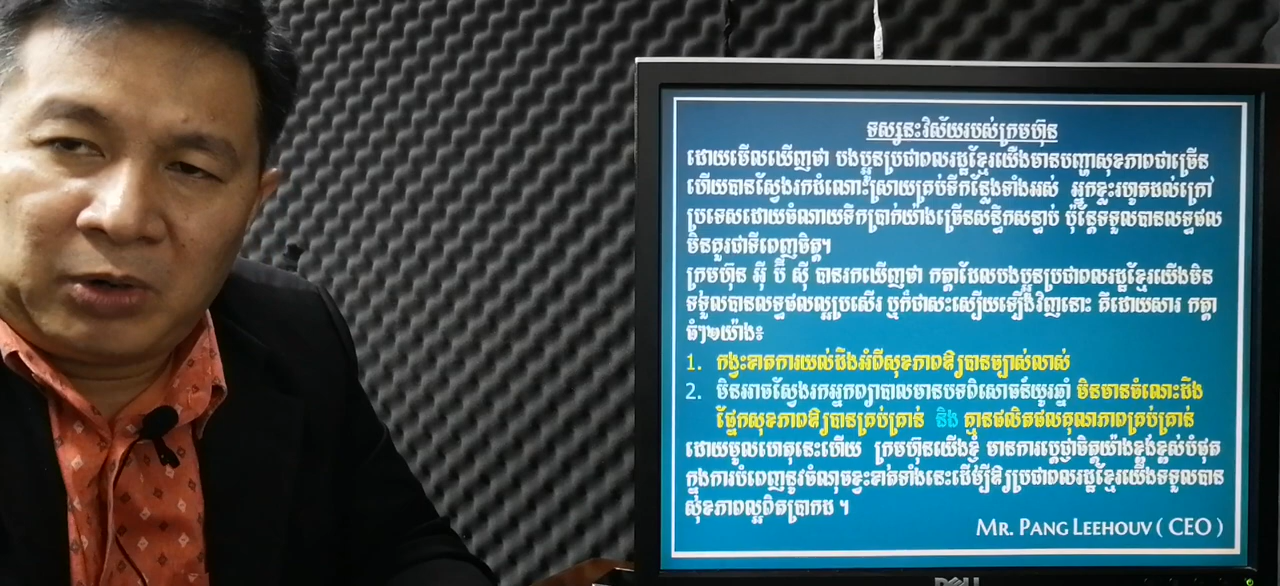 ទស្សនះវិស័យរបស់ក្រមហ៊ុន
ដោយមើលឃើញថា បងប្អូនប្រជាពលរដ្ឋខ្មែរយើងមានបញ្ហាសុខភាពជាច្រើន
ហើយបានស្វែងរកដំណោះស្រាយគ្រប់ទីកន្លែងទាំងអស់ អ្នកខ្លះរហូតដល់ក្រៅ
ប្រទេសដោយចំណាយទឹកប្រាក់យ៉ាងច្រើនសន្ធឹកសន្ធាប់ ប៉ុន្តែទទួលបានលទ្ធផល
មិនគួរជាទីពេញចិត្ត។
ក្រមហ៊ុន អ៊ី ប៊ី ស៊ី បានរកឃើញថា កត្តាដែលបងប្អូនប្រជាពលរដ្ឋខ្មែរយើងមិន
ទទួលបានលទ្ធផលល្អប្រសើរ ឬក៏ជាសះស្បើយឡើងវិញនោះ គឺដោយសារ កត្តា
ធំៗ២យ៉ាង៖
1. កង្វះខាតការយល់ដឹងអំពីសុខភាពឱ្យបានច្បាស់លាស់
2. មិនអាចស្វែងរកអ្នកព្យាបាលមានបទពិសោធន៍យូរឆ្នាំ មិនមានចំណេះដឹង
ផ្នែកសុខភាពឱ្យបានគ្រប់គ្រាន់ និង គ្មានផលិតផលគុណភាពគ្រប់គ្រាន់
ដោយមូលហេតុនេះហើយ ក្រមហ៊ុនយើងខ្ញុំ មានការប្តេជ្ញាចិត្តយ៉ាងខ្ពង់ខ្ពស់បំផុត
ក្នុងការបំពេញនូវចំណុចខ្វះខាតទាំងនេះដើម្បីឱ្យប្រជាពលរដ្ឋខ្មែរយើងទទួលបាន
សុខភាពល្អពិតប្រាកដ ។
MR. PANG LEEHOUV ( CEO )
DELL